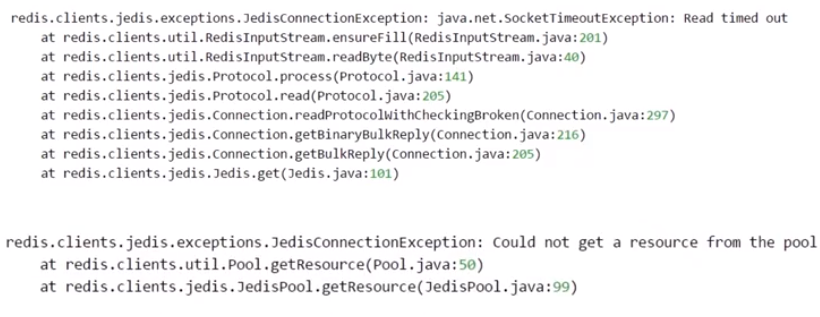 redis.clients.jedis.exceptions.JedisConnectionException: java.net.SocketTimeoutException: Read timed out
at redis.clients.util.RedisInputStream.ensureFill(RedisInputStream.java:201)
at redis.clients.util.RedisInputStream.readByte(RedisInputStream.java:40)
at redis.clients.jedis.Protocol.process(Protocol.java:141)
at redis.clients.jedis.Protocol.read(Protocol.java:205)
at redis.clients.jedis.Connection.readProtocolWithCheckingBroken(Connection.java:297)
at redis.clients.jedis.Connection.getBinaryBulkReply(Connection.java:216)
at redis.clients.jedis.Connection.getBulkReply(Connection.java:205)
at redis.clients.jedis.Jedis.get(Jedis.java:101)
redis.clients.jedis.exceptions.JedisConnectionException: Could not get a resource from the pool
at redis.clients.util.Pool.getResource(Pool.java:50)
at redis.clients.jedis.JedisPool.getResource(JedisPool.java:99)